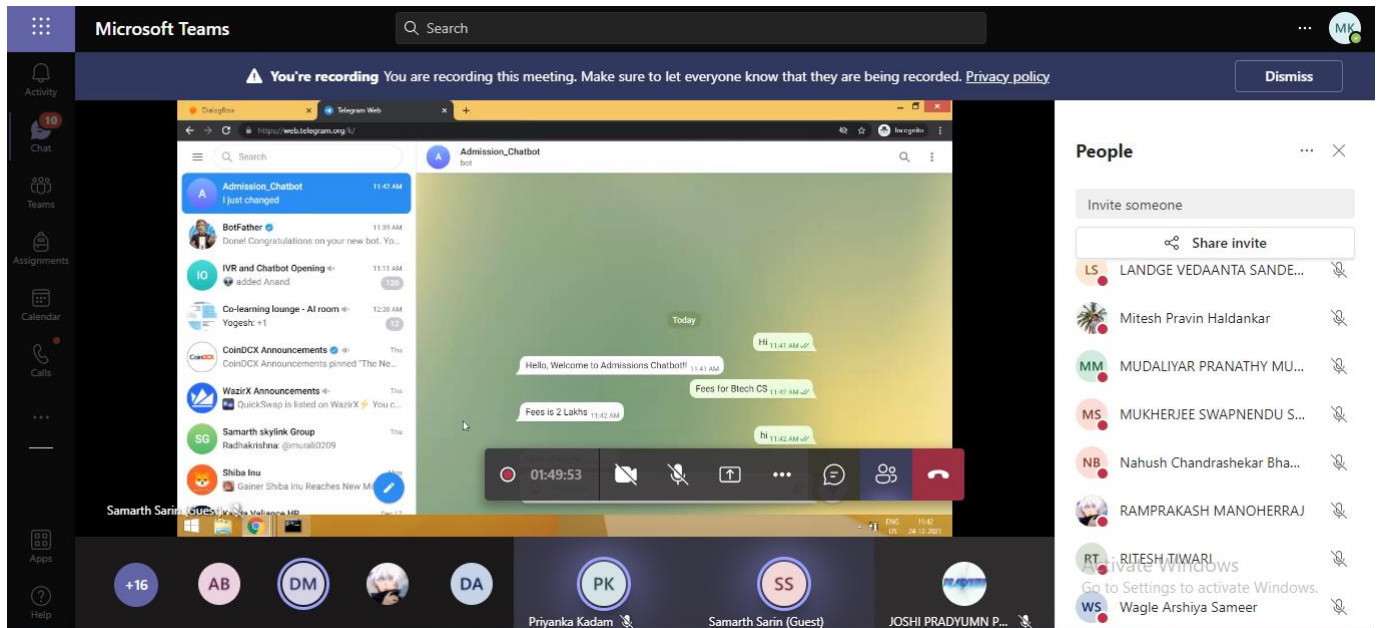 Microsoft Teams
Search
MK
You're recording You are recording this meeting. Make sure to let everyone know that they are being recorded. Privacy policy
Dismiss
Activity
10
Chat
Teams
Assignments
Calendar
Calls
Apps
Help
Dialogflow
Telegram Web
https://web.telegram.org/k/
Incognito
Search
A
Admission_Chatbot
11:42 AM
I just changed
BotFather
11:39 AM
Done! Congratulations on your new bot. Yo...
IO
IVR and Chatbot Opening
11:11 AM
added Anand
120
Co-learning lounge - AI room
12:20 AM
Yogesh: +1
12
CoinDCX Announcements
Thu
CoinDCX Announcements pinned "The Ne...
WazirX Announcements
Thu
QuickSwap is listed on WazirX You c...
SG
Samarth skylink Group
Thu
Radhakrishna: @murali0209
Shiba Inu
Gainer Shiba Inu Reaches New M
Valiance HR
A
Admission_Chatbot
bot
Today
Hi 11:41 AM
Hello, Welcome to Admissions Chatbot!! 11:41 AM
Fees for Btech CS 11:42 AM
Fees is 2 Lakhs 11:42 AM
hi 11:42 AM
01:49:53
Samarth Sarin (Guest)
ENG
US
11:42
24-12-2021
People
Invite someone
Share invite
LS
LANDGE VEDAANTA SANDE...
Mitesh Pravin Haldankar
MM
MUDALIYAR PRANATHY MU...
MS
MUKHERJEE SWAPNENDU S...
NB
Nahush Chandrashekar Bha...
RAMPRAKASH MANOHERRAJ
RT
RITESH TIWARI
Activate Windows
Go to Settings to activate Windows.
WS
Wagle Arshiya Sameer
+16
AB
DM
DA
PK
Priyanka Kadam
SS
Samarth Sarin (Guest)
JOSHI PRADYUMN P...